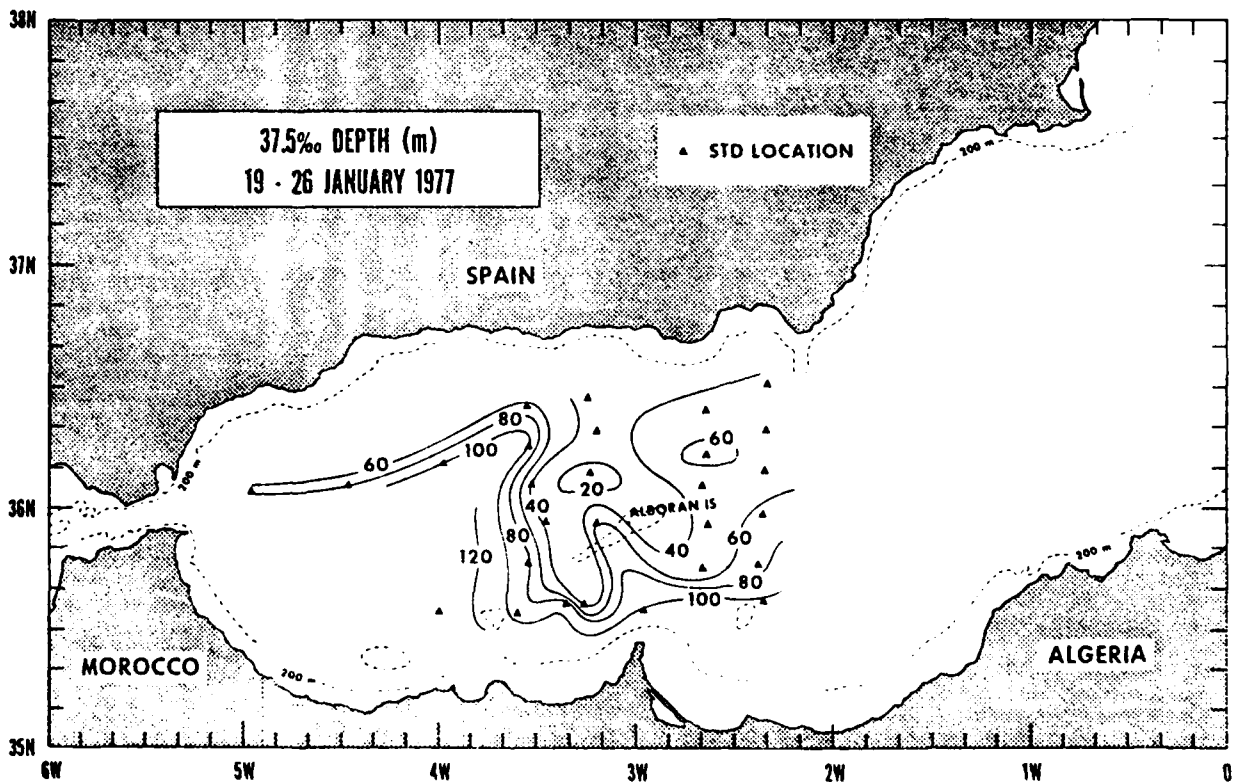 38N
37.5‰ DEPTH (m)
19 - 26 JANUARY 1977
▲ STD LOCATION
200 m
37N
SPAIN
60
80
100
60
200 m
20
40
ALBORAN IS
36N
120
80
40
60
200 m
80
100
MOROCCO
200 m
ALGERIA
35N
6W 5W 4W 3W 2W 1W 0